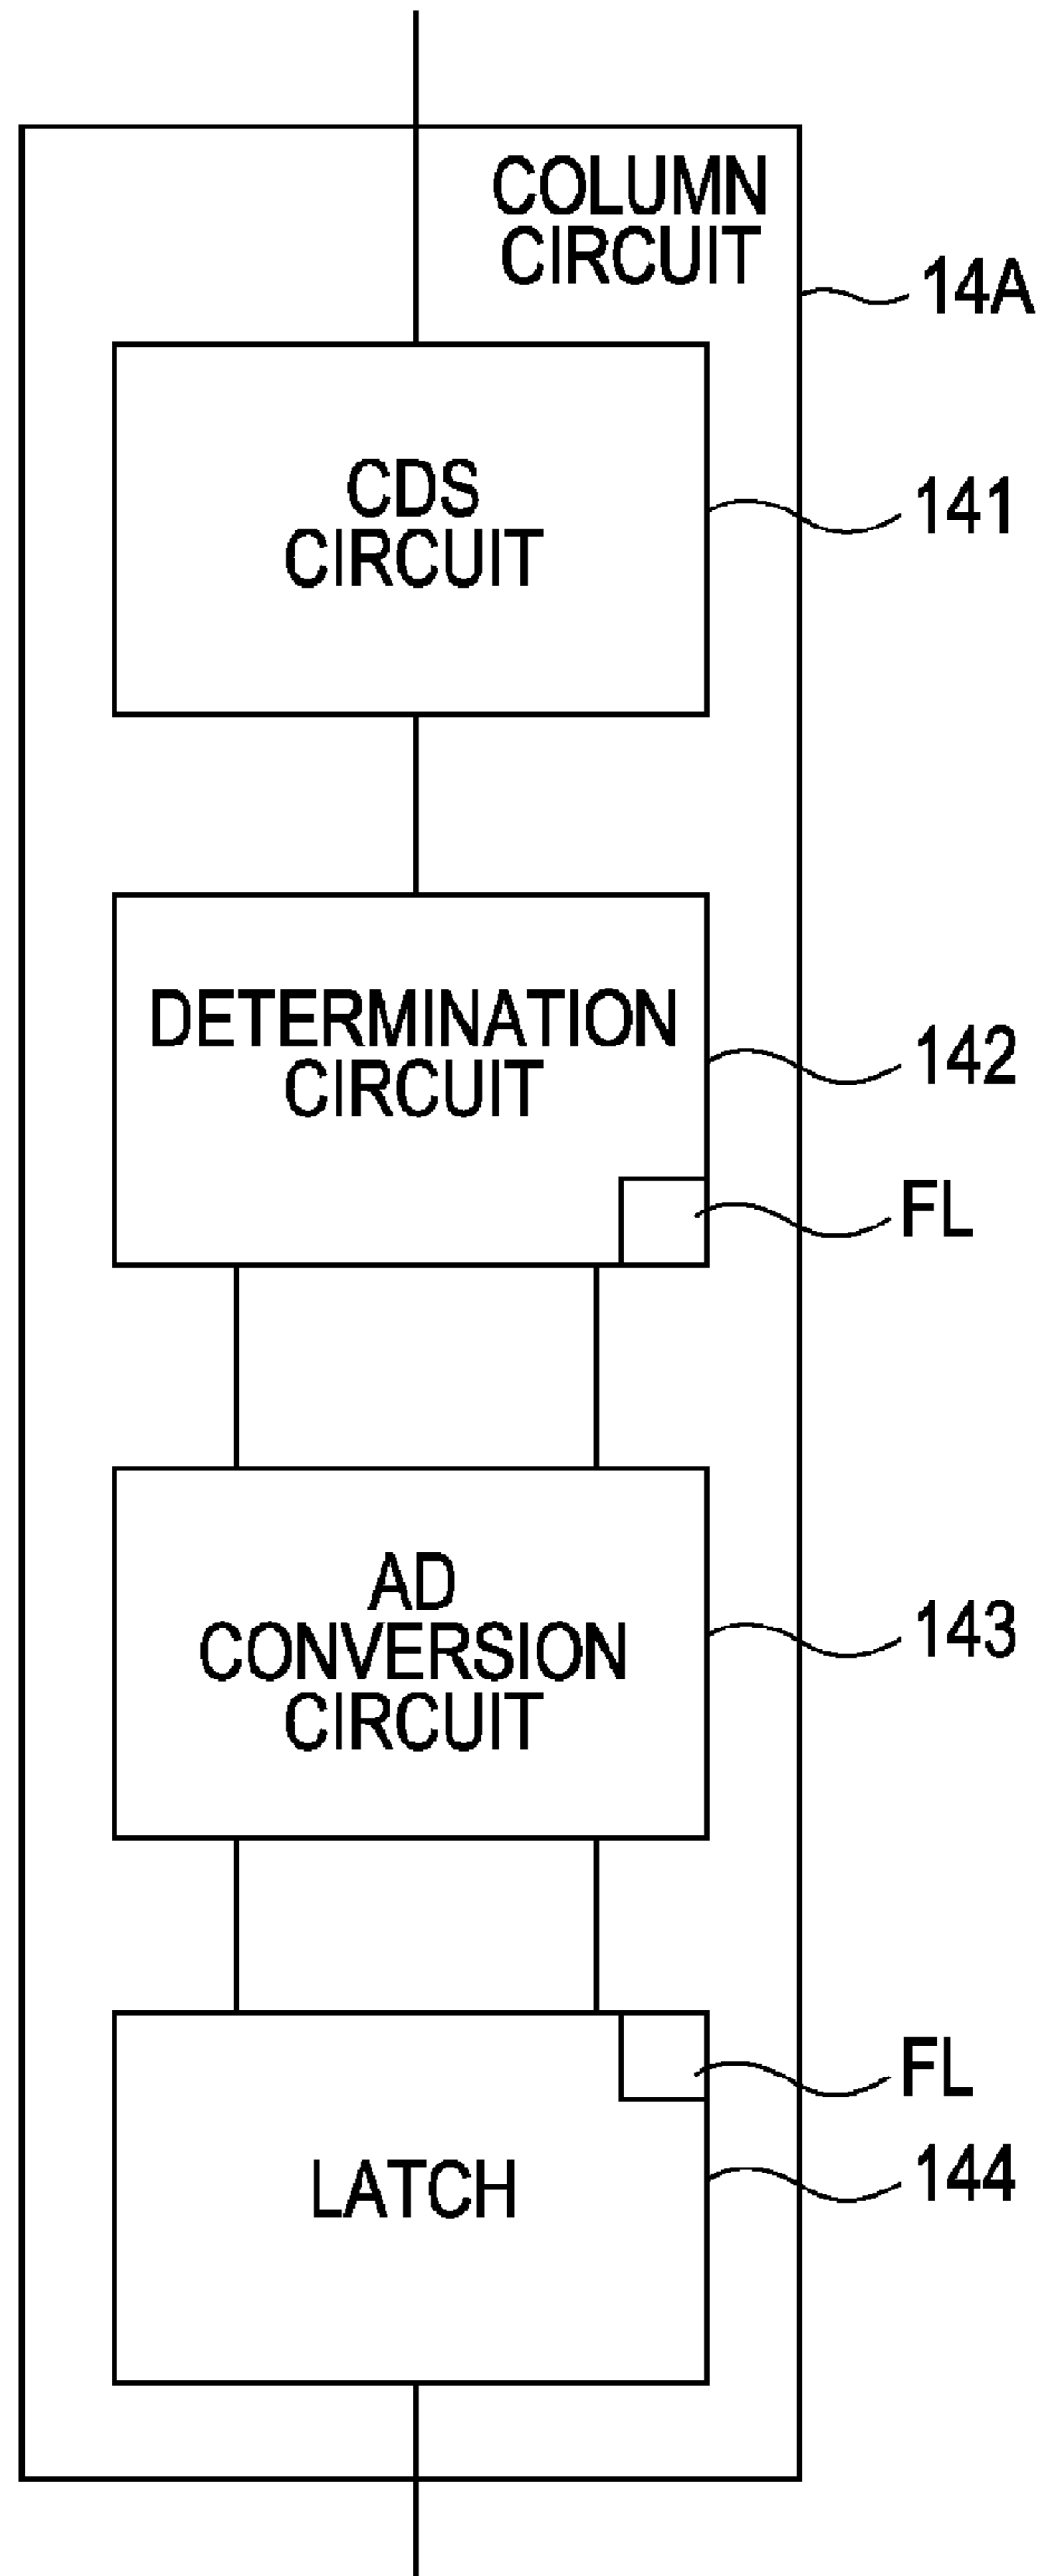 COLUMN
CIRCUIT
14A
CDS
CIRCUIT
141
DETERMINATION
CIRCUIT
142
FL
AD
CONVERSION
CIRCUIT
143
FL
LATCH
144